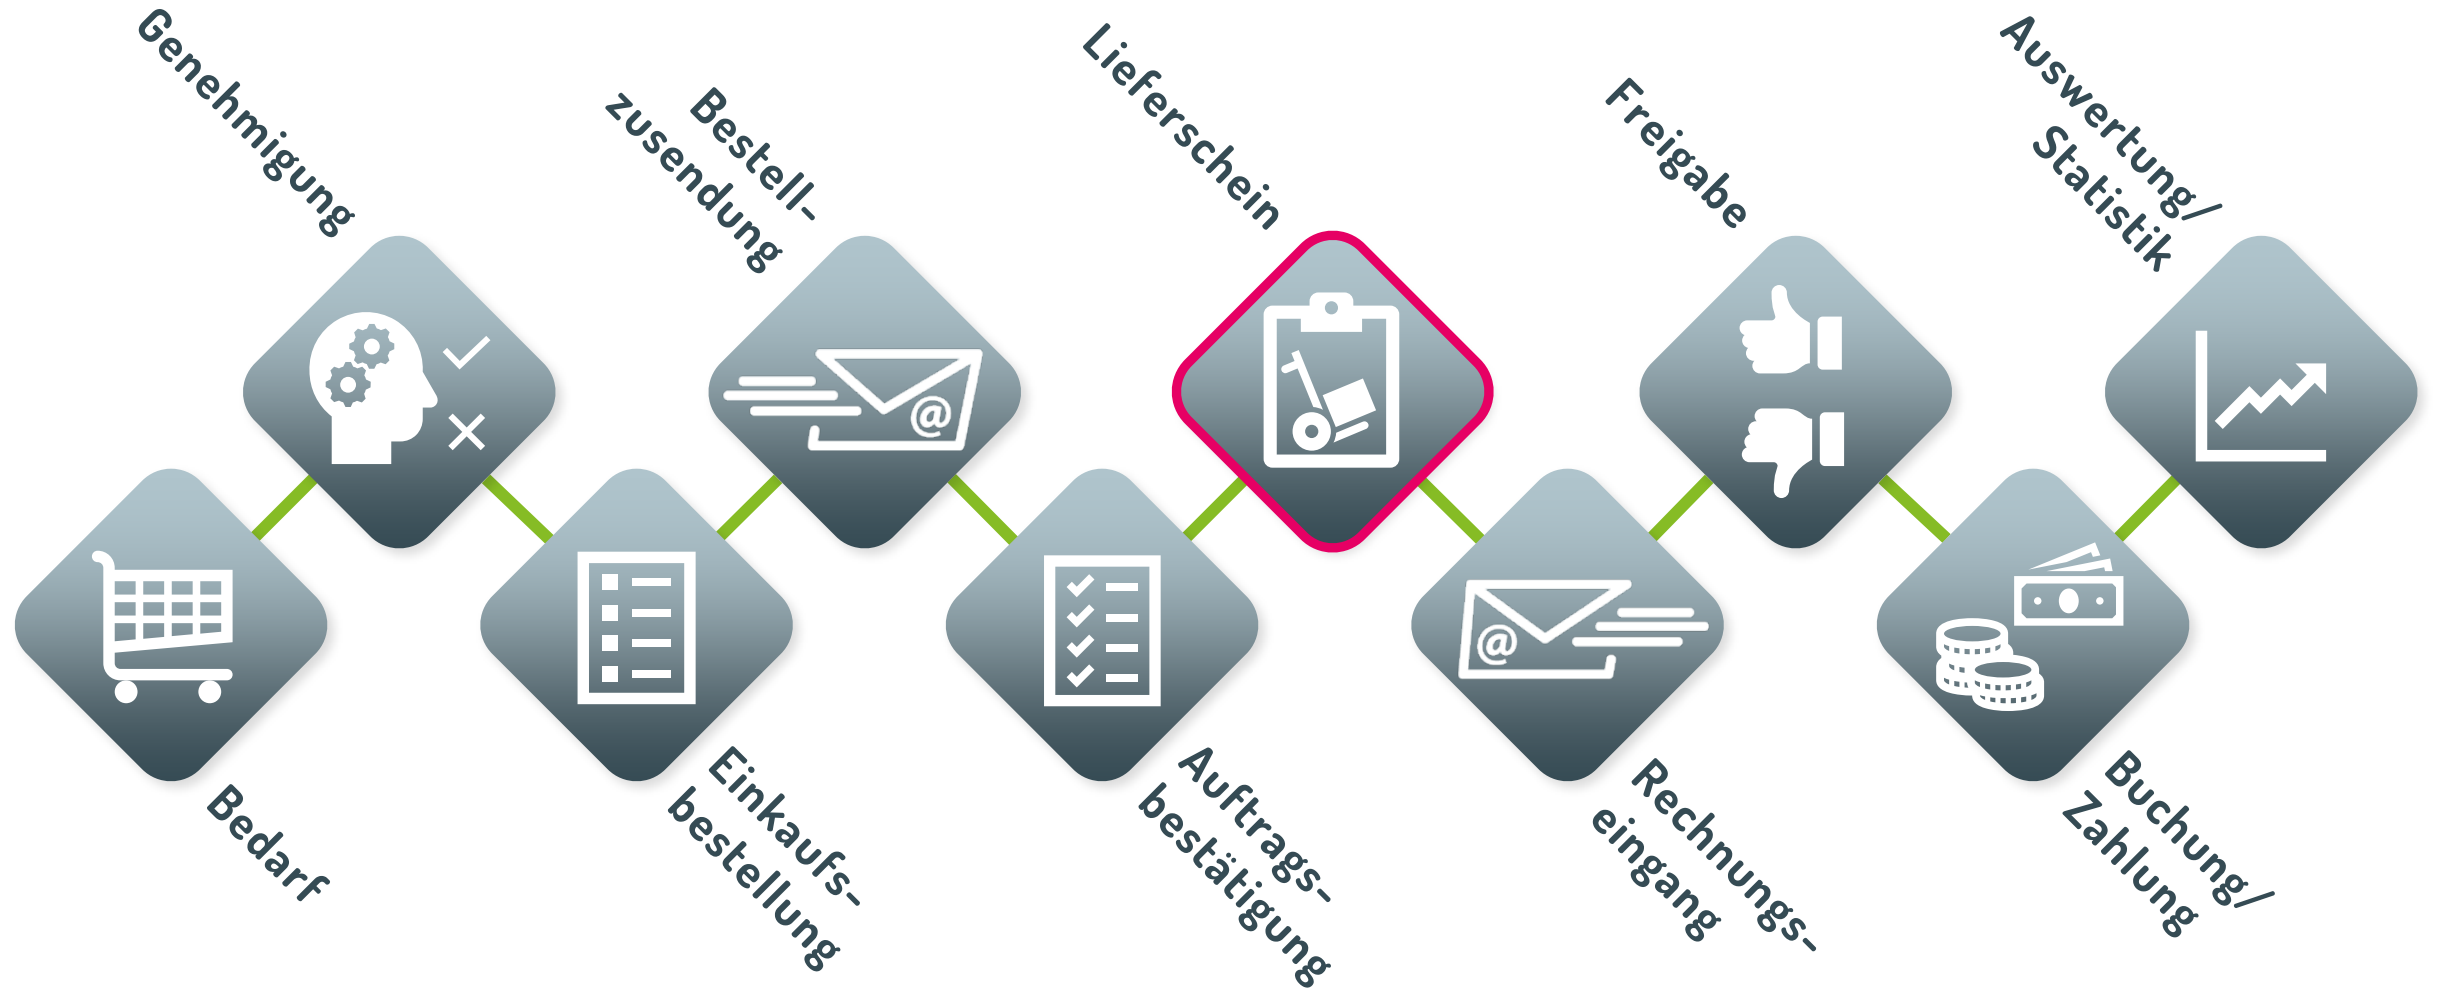 Genehmigung
Bestell-
zusendung
Lieferschein
Freigabe
Auswertung/
Statistik
@
@
Bedarf
Einkaufs-
bestellung
Auftrags-
bestätigung
Rechnungs-
eingang
Buchung/
Zahlung